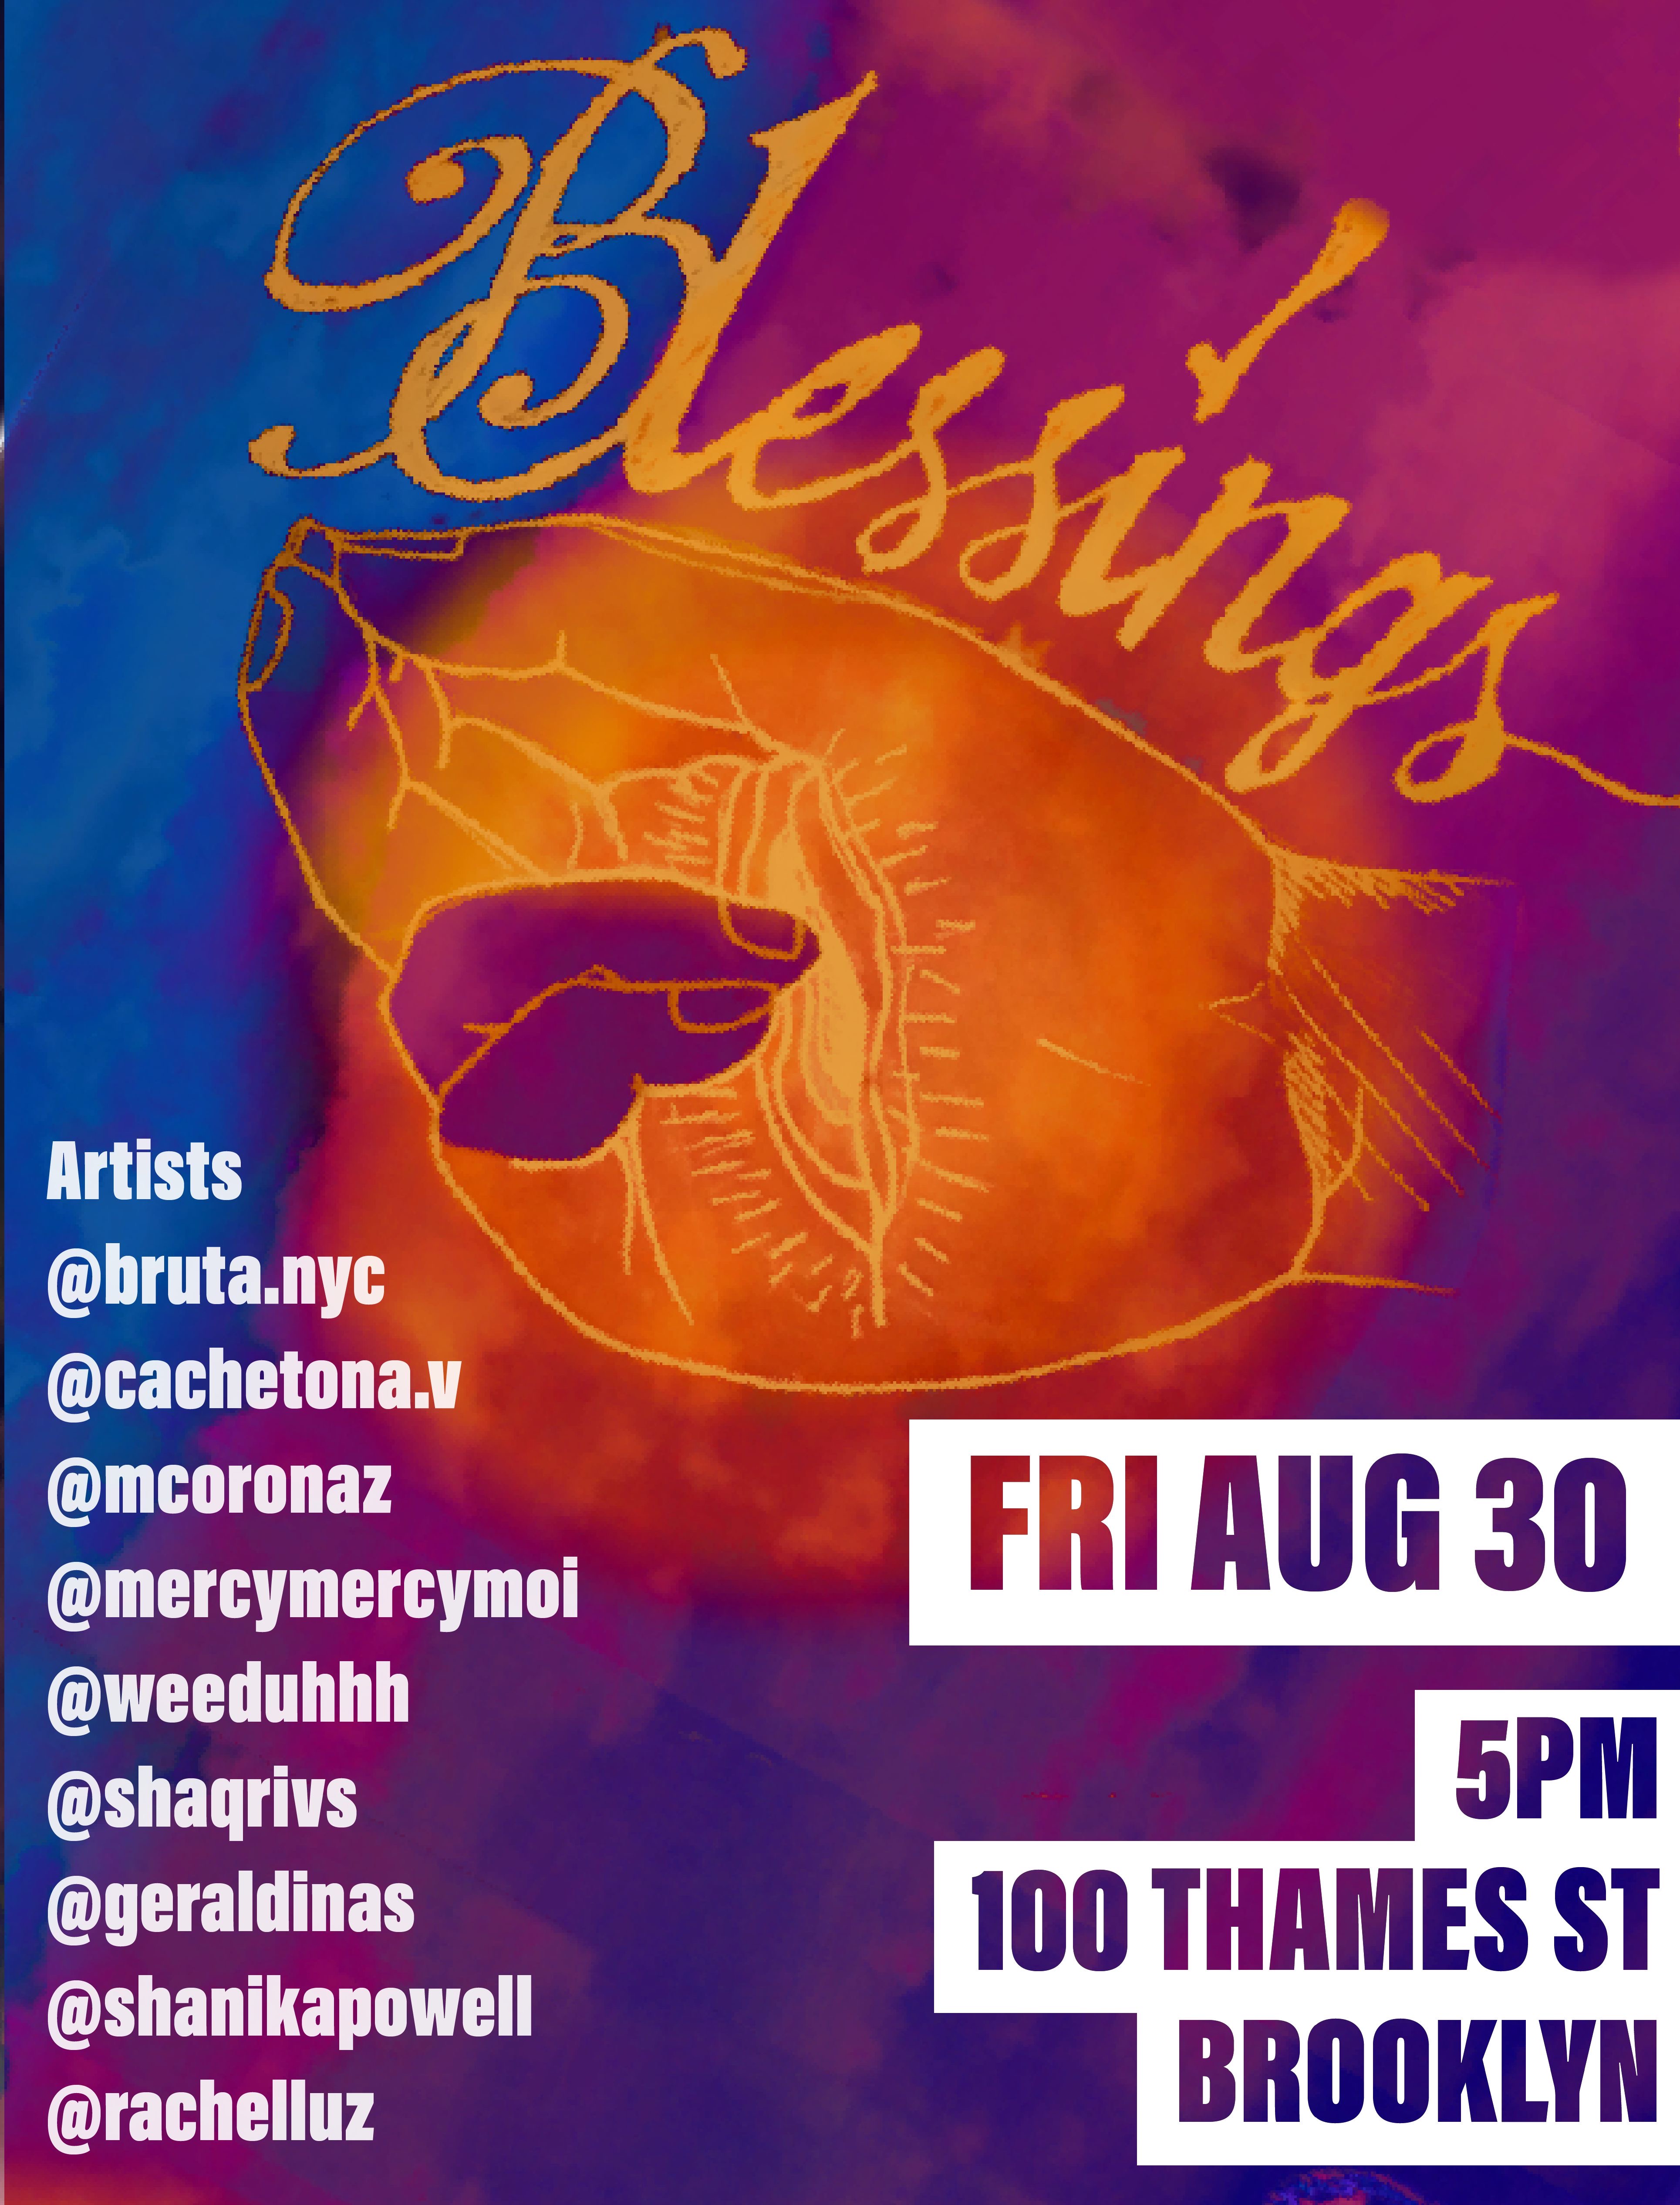 Blessings
Artists
@bruta.nyc
@cachetona.v
@mcoronaz
@mercymercymoi
@weeduhhh
@shaqrivs
@geraldinas
@shanikapowell
@rachelluz
FRI AUG 30
5PM
100 THAMES ST
BROOKLYN